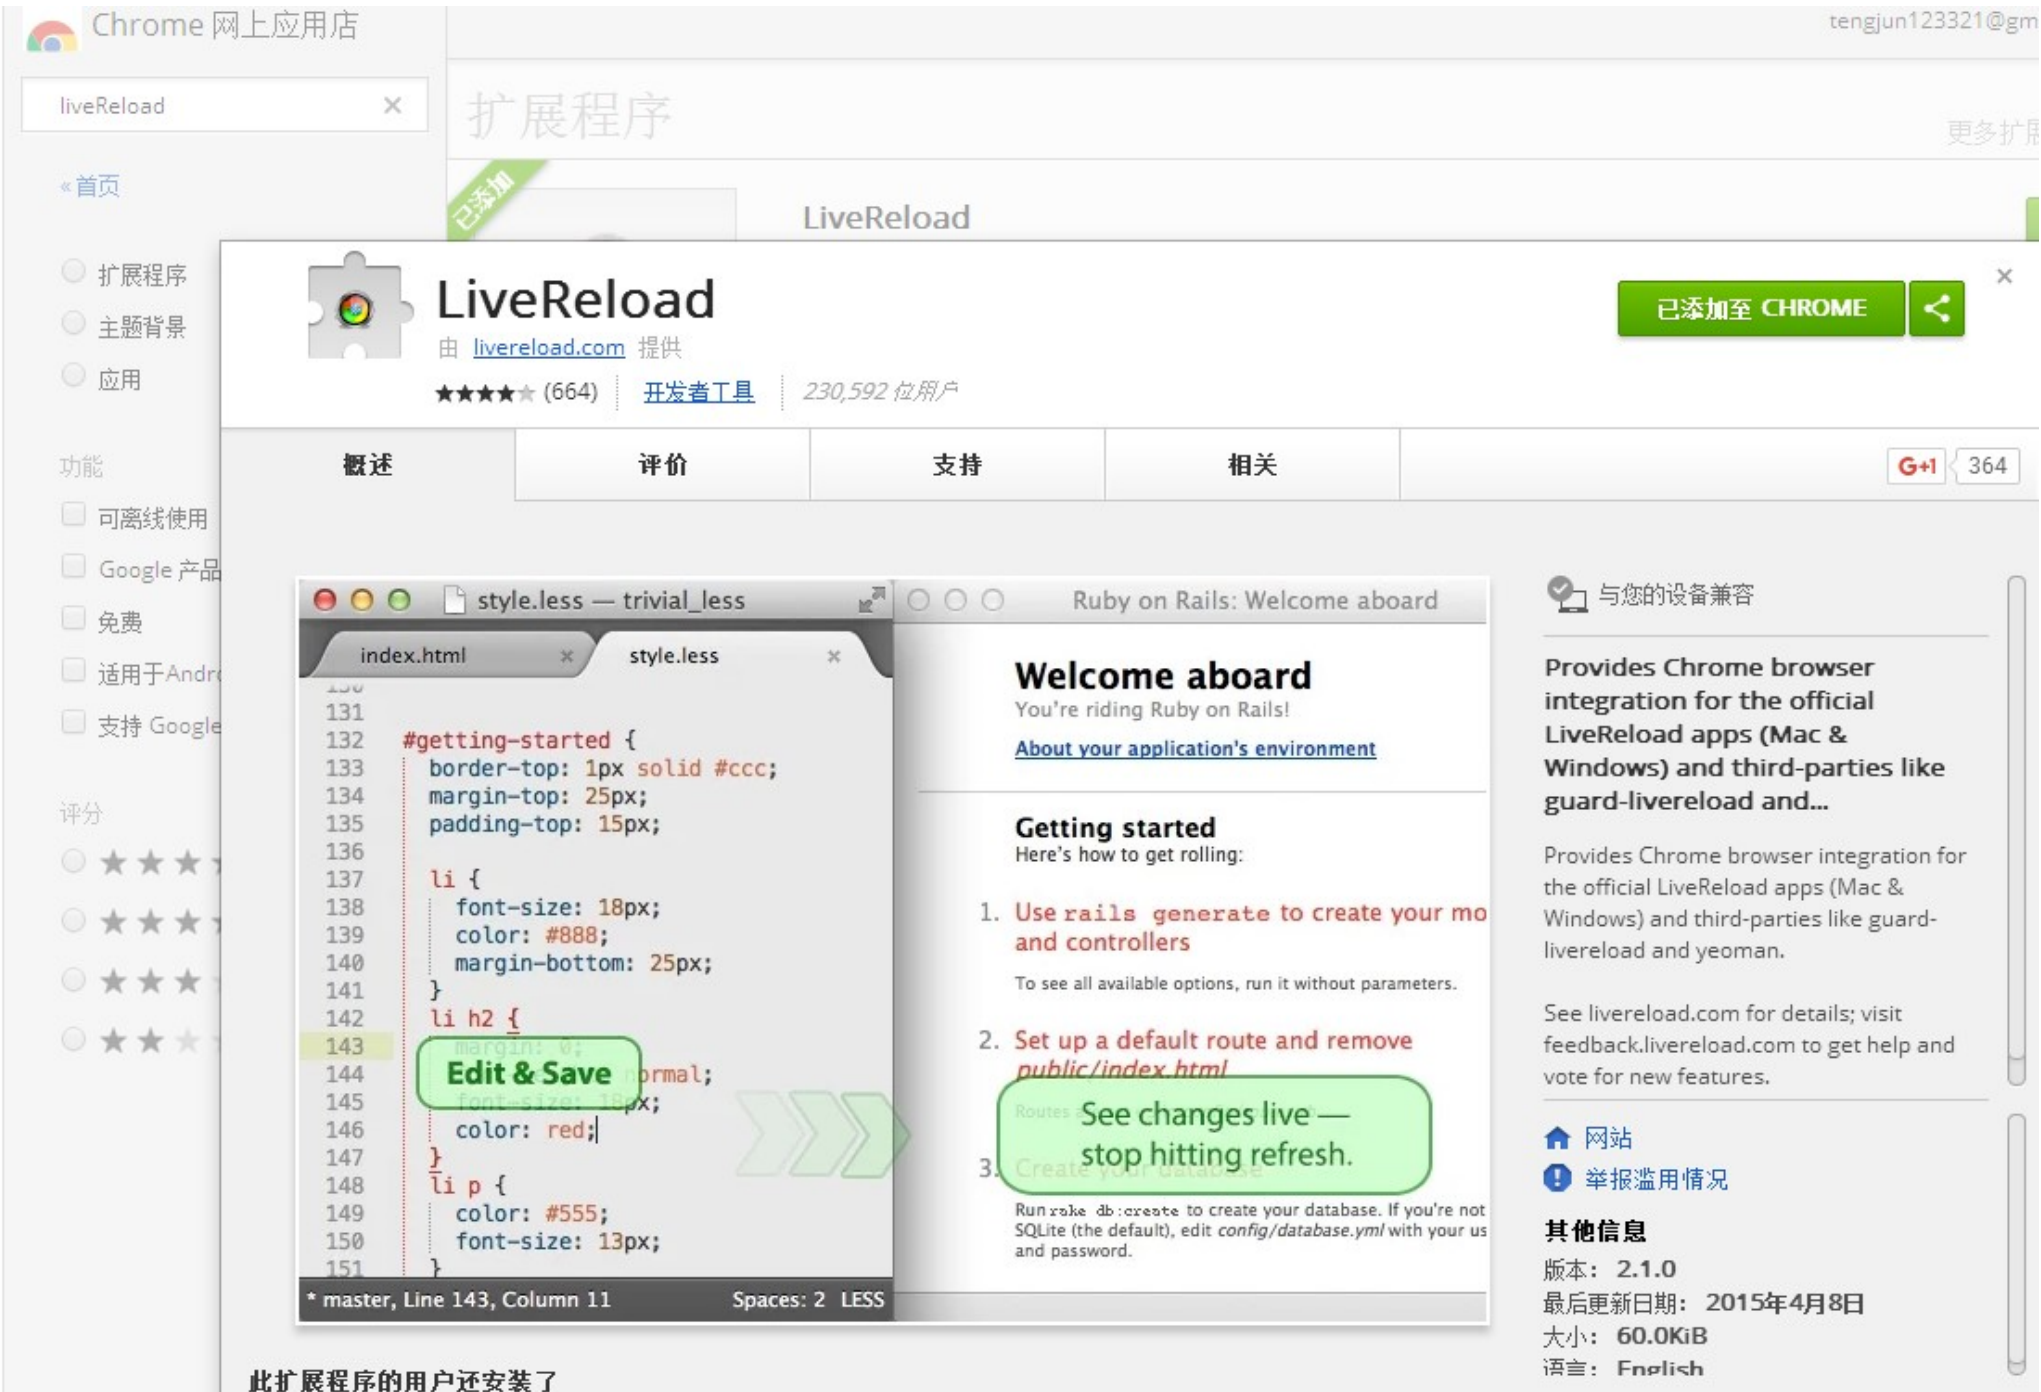 Chrome 网上应用店
tengjun123321@gm
liveReload
扩展程序
更多扩展
«首页
已添加
LiveReload
扩展程序
主题背景
应用
功能
可离线使用
Google 产品
免费
适用于Andro
支持 Google
评分
LiveReload
由 livereload.com 提供
(664) 开发者工具 230,592 位用户
已添加至 CHROME
概述 评价 支持 相关
G+1 364
style.less — trivial_less
index.html style.less
131
132 #getting-started {
133 border-top: 1px solid #ccc;
134 margin-top: 25px;
135 padding-top: 15px;
136
137 li {
138 font-size: 18px;
139 color: #888;
140 margin-bottom: 25px;
141 }
142 li h2 {
143 margin: 0;
144 ormal;
145 font-size: 18px;
146 color: red;
147 }
148 li p {
149 color: #555;
150 font-size: 13px;
151 }
Edit & Save
* master, Line 143, Column 11 Spaces: 2 LESS
Ruby on Rails: Welcome aboard
Welcome aboard
You're riding Ruby on Rails!
About your application's environment
Getting started
Here's how to get rolling:
1. Use rails generate to create your mo
and controllers
To see all available options, run it without parameters.
2. Set up a default route and remove
public/index.html
Routes
See changes live —
stop hitting refresh.
3. Create your database
Run rake db:create to create your database. If you're not
SQLite (the default), edit config/database.yml with your us
and password.
与您的设备兼容
Provides Chrome browser
integration for the official
LiveReload apps (Mac &
Windows) and third-parties like
guard-livereload and...
Provides Chrome browser integration for
the official LiveReload apps (Mac &
Windows) and third-parties like guard-
livereload and yeoman.
See livereload.com for details; visit
feedback.livereload.com to get help and
vote for new features.
网站
举报滥用情况
其他信息
版本： 2.1.0
最后更新日期： 2015年4月8日
大小： 60.0KiB
语言： English
此扩展程序的用户还安装了